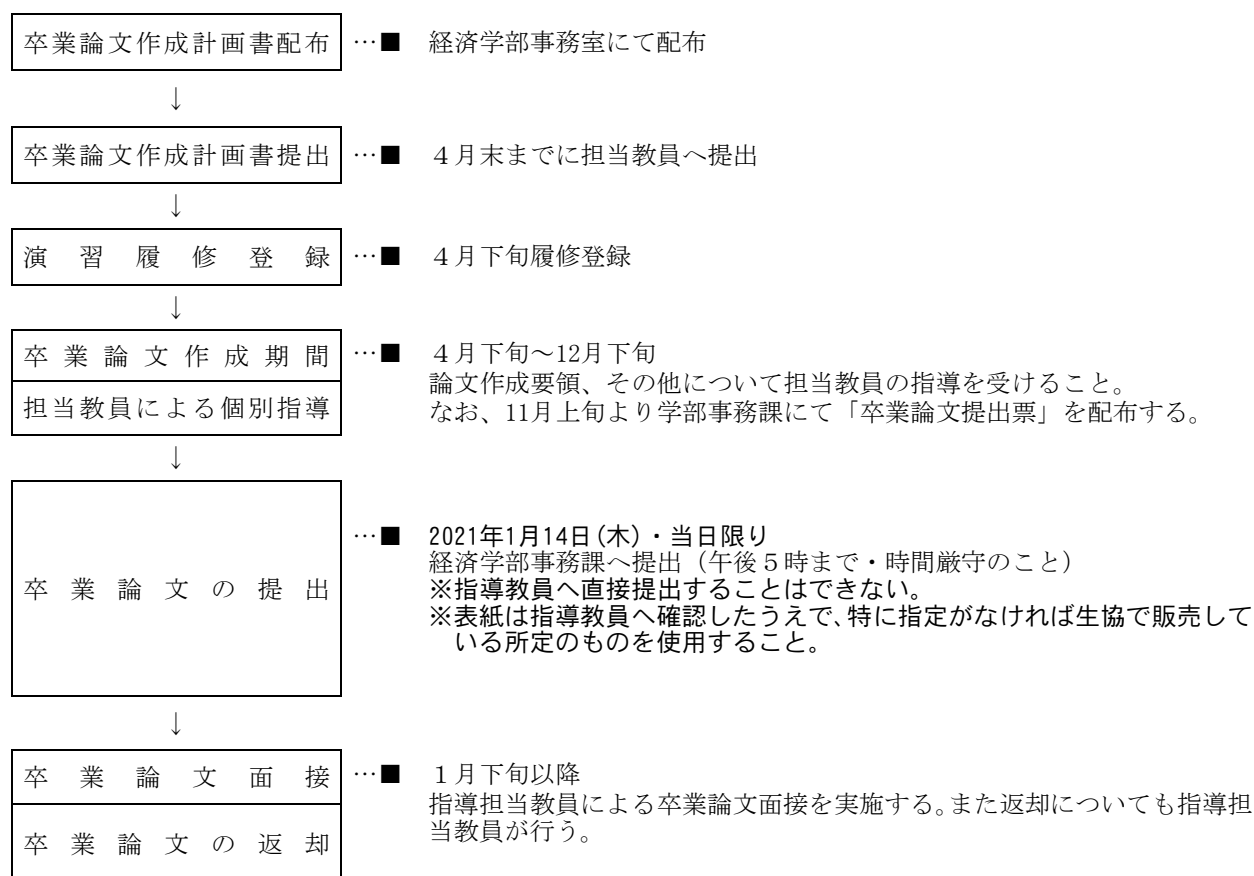 卒業論文作成計画書配布 …■ 経済学部事務室にて配布
↓
卒業論文作成計画書提出 …■ ４月末までに担当教員へ提出
↓
演習履修登録 …■ ４月下旬履修登録
↓
卒業論文作成期間 …■ ４月下旬～12月下旬
論文作成要領、その他について担当教員の指導を受けること。
担当教員による個別指導
なお、11月上旬より学部事務課にて「卒業論文提出票」を配布する。
↓
…■ 2021年1月14日(木)・当日限り
経済学部事務課へ提出（午後５時まで・時間厳守のこと）
卒業論文の提出
※指導教員へ直接提出することはできない。
※表紙は指導教員へ確認したうえで、特に指定がなければ生協で販売して
いる所定のものを使用すること。
↓
卒業論文面接 …■ １月下旬以降
指導担当教員による卒業論文面接を実施する。また返却についても指導担
当教員が行う。
卒業論文の返却